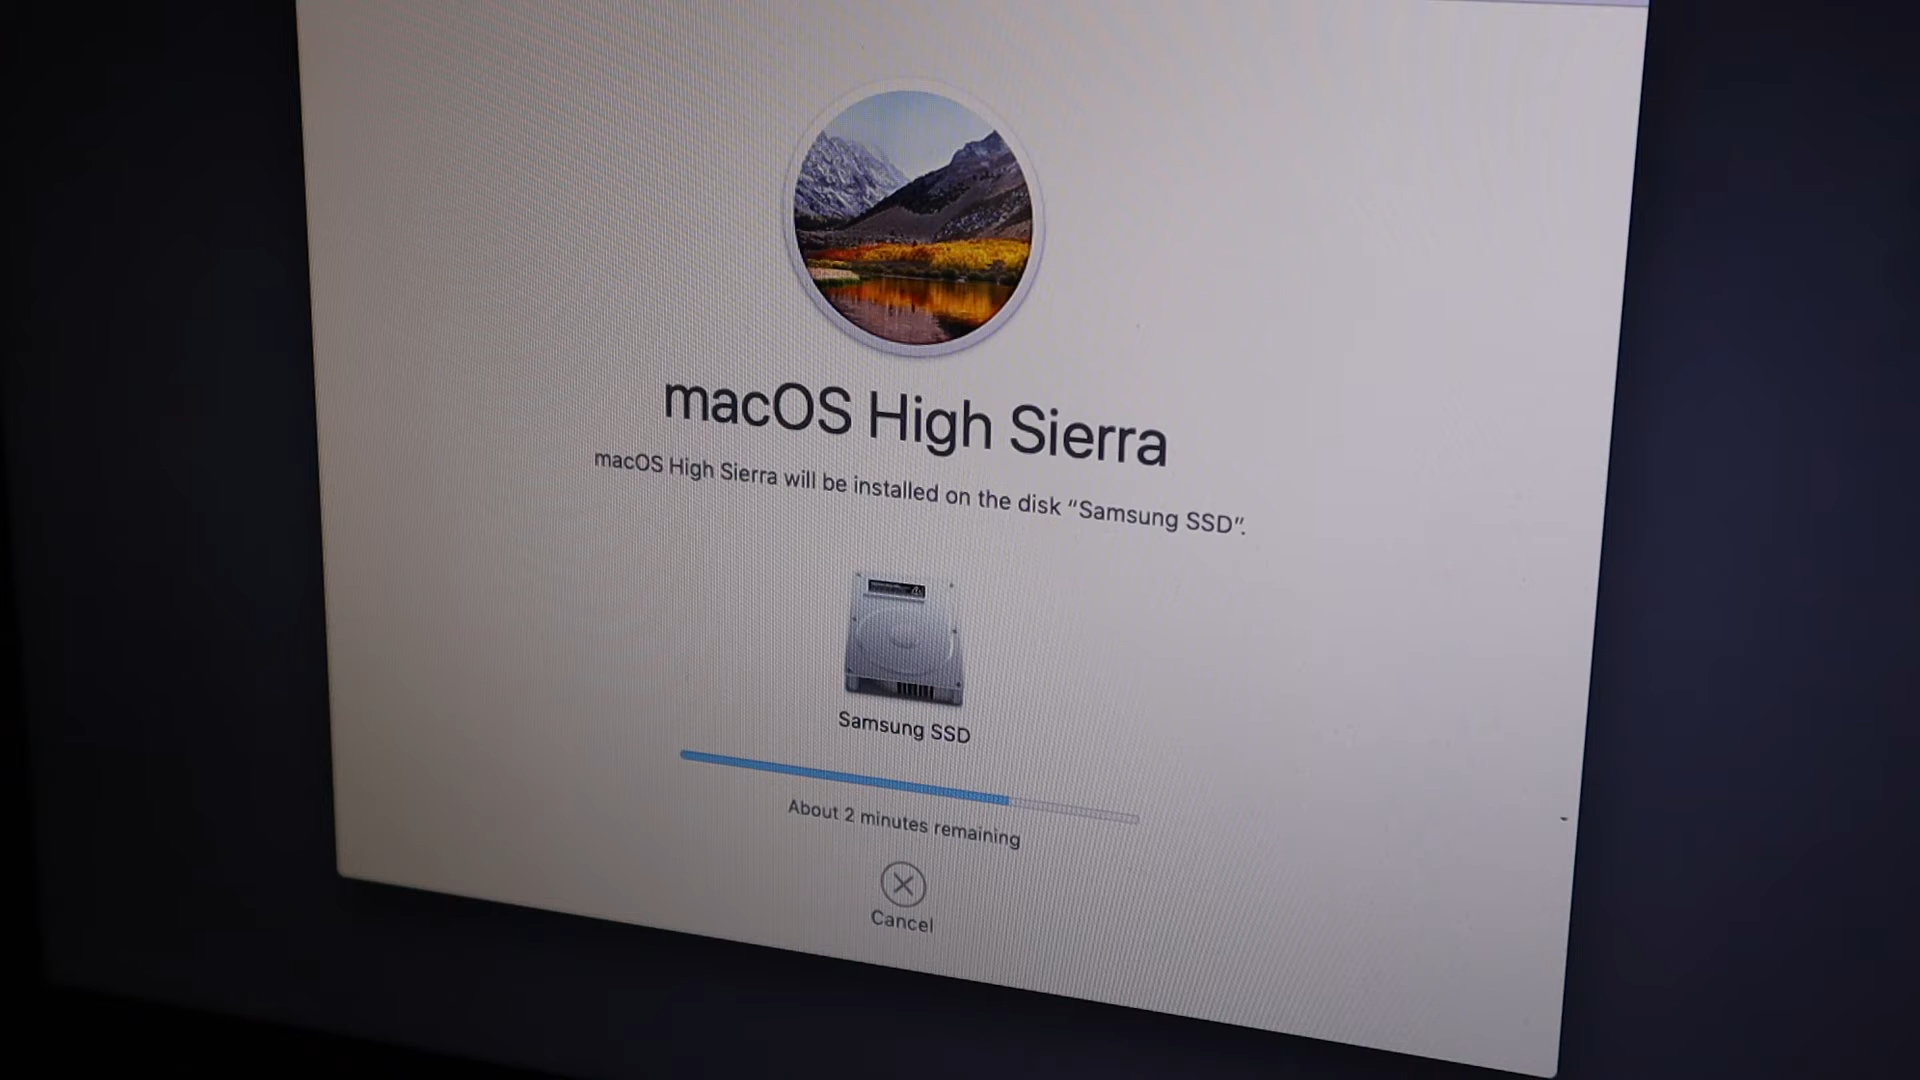 macOS High Sierra
macOS High Sierra will be installed on the disk “Samsung SSD”.
Samsung SSD
About 2 minutes remaining
Cancel